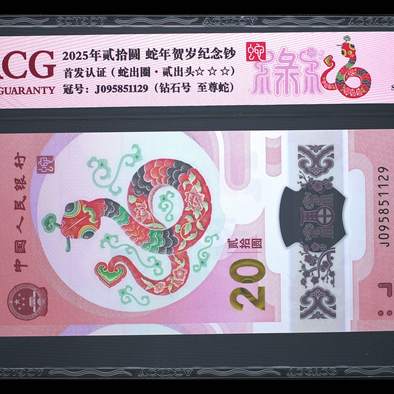 ACG
GUARANTY
2025年贰拾圆 蛇年贺岁纪念钞
首发认证（蛇出圈·贰出头☆☆☆）
冠号：J095851129（钻石号 至尊蛇）
中国人民银行
贰拾圆
20
J095851129